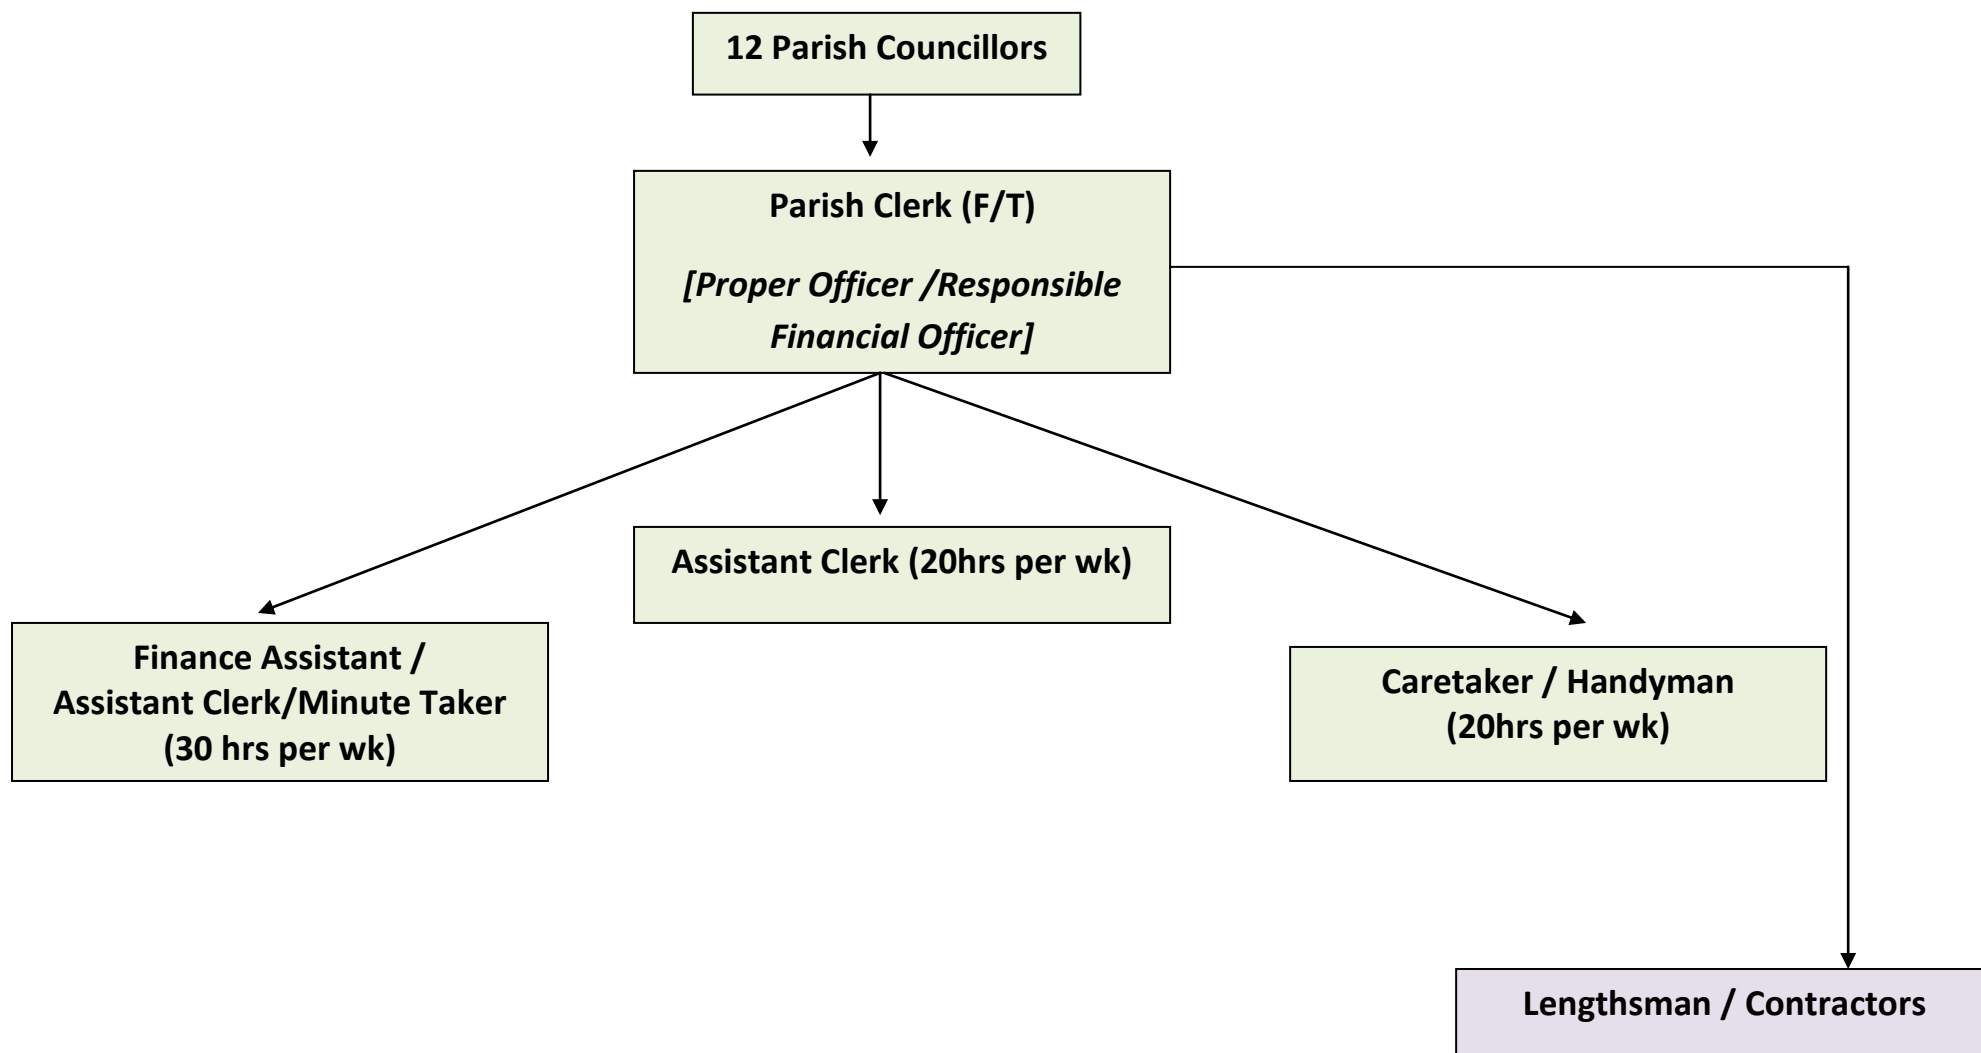 12 Parish Councillors
Parish Clerk (F/T)
[Proper Officer /Responsible
Financial Officer]
Assistant Clerk (20hrs per wk)
Finance Assistant /
Assistant Clerk/Minute Taker
(30 hrs per wk)
Caretaker / Handyman
(20hrs per wk)
Lengthsman / Contractors